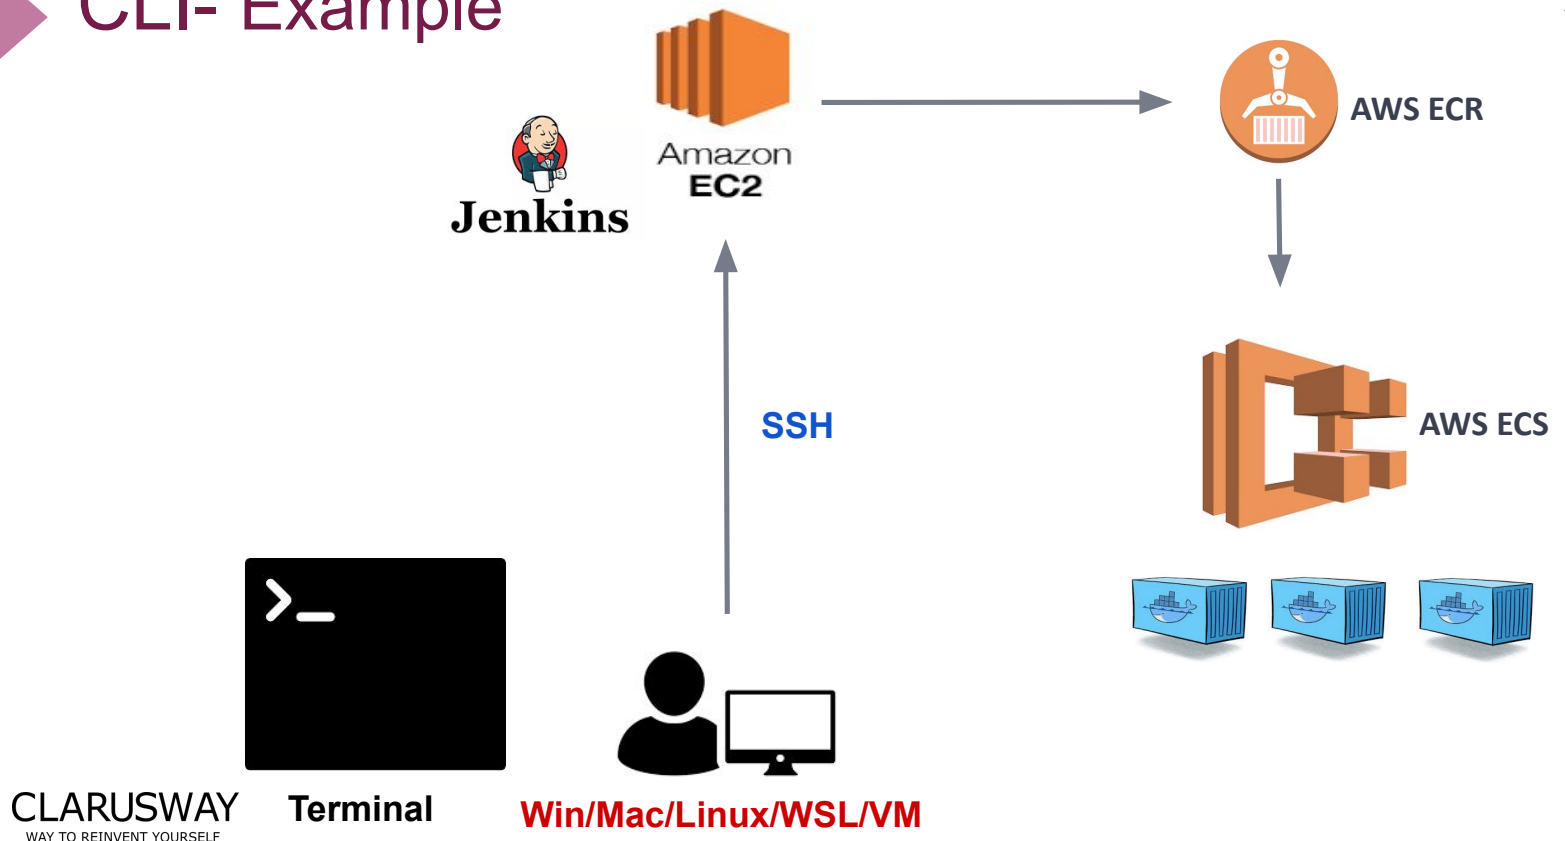 CLI- Example
Amazon
EC2
Jenkins
AWS ECR
SSH
AWS ECS
>_
Terminal
Win/Mac/Linux/WSL/VM
CLARUSWAY
WAY TO REINVENT YOURSELF